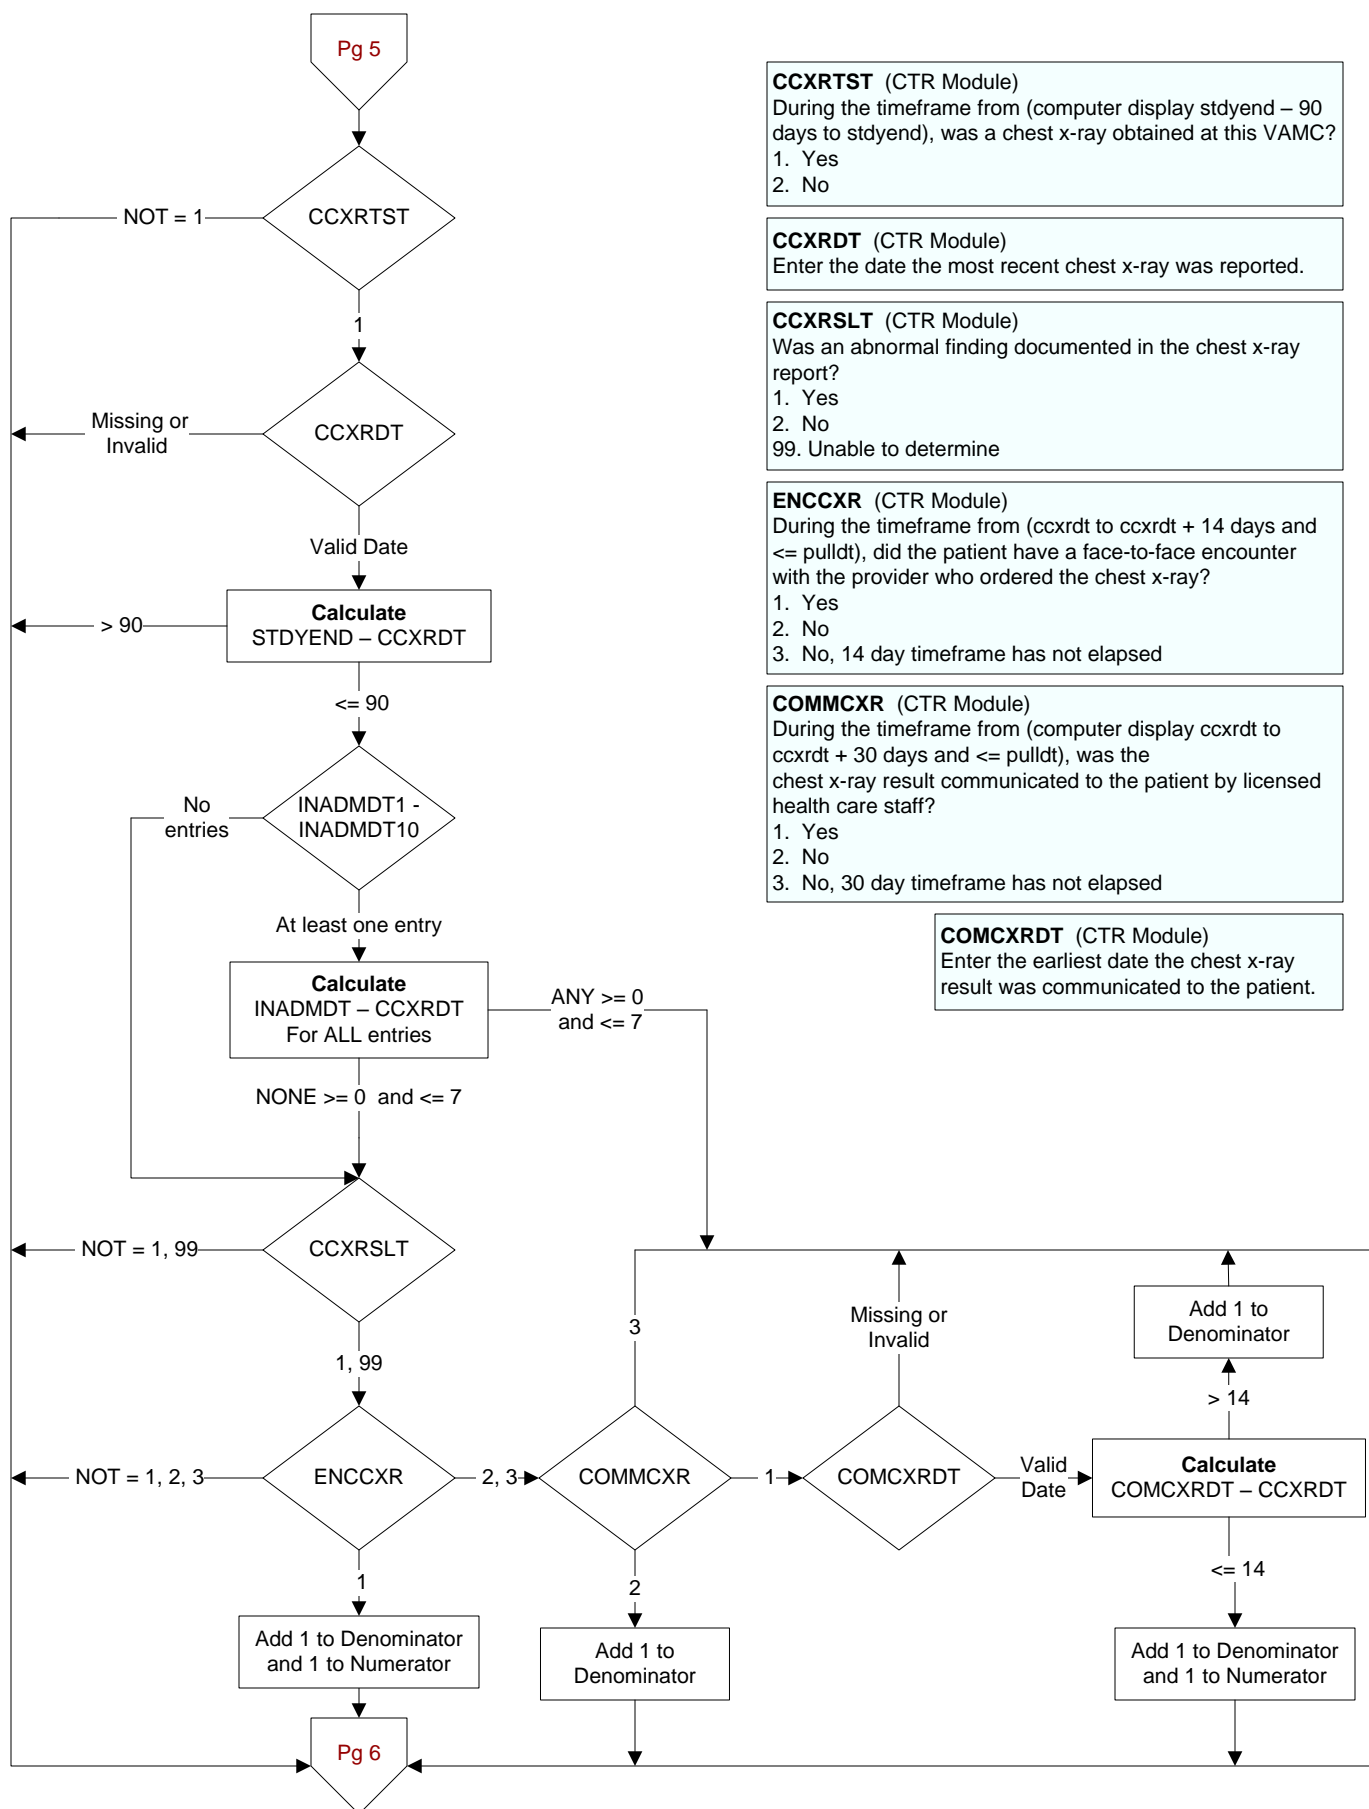 Pg 5
CCXRTST
NOT = 1
1
CCXRDT
Missing or
Invalid
Valid Date
Calculate
STDYEND – CCXRDT
> 90
<= 90
INADMDT1 -
INADMDT10
No
entries
At least one entry
Calculate
INADMDT – CCXRDT
For ALL entries
ANY >= 0
and <= 7
NONE >= 0 and <= 7
CCXRSLT
NOT = 1, 99
1, 99
ENCCXR
NOT = 1, 2, 3
2, 3
1
Add 1 to Denominator
and 1 to Numerator
Pg 6
COMMCXR
3
1
2
Add 1 to
Denominator
COMCXRDT
Missing or
Invalid
Valid
Date
Calculate
COMCXRDT – CCXRDT
> 14
Add 1 to
Denominator
<= 14
Add 1 to Denominator
and 1 to Numerator
CCXRTST (CTR Module)
During the timeframe from (computer display stdyend – 90
days to stdyend), was a chest x-ray obtained at this VAMC?
1. Yes
2. No
CCXRDT (CTR Module)
Enter the date the most recent chest x-ray was reported.
CCXRSLT (CTR Module)
Was an abnormal finding documented in the chest x-ray
report?
1. Yes
2. No
99. Unable to determine
ENCCXR (CTR Module)
During the timeframe from (ccxrdt to ccxrdt + 14 days and
<= pulldt), did the patient have a face-to-face encounter
with the provider who ordered the chest x-ray?
1. Yes
2. No
3. No, 14 day timeframe has not elapsed
COMMCXR (CTR Module)
During the timeframe from (computer display ccxrdt to
ccxrdt + 30 days and <= pulldt), was the
chest x-ray result communicated to the patient by licensed
health care staff?
1. Yes
2. No
3. No, 30 day timeframe has not elapsed
COMCXRDT (CTR Module)
Enter the earliest date the chest x-ray
result was communicated to the patient.